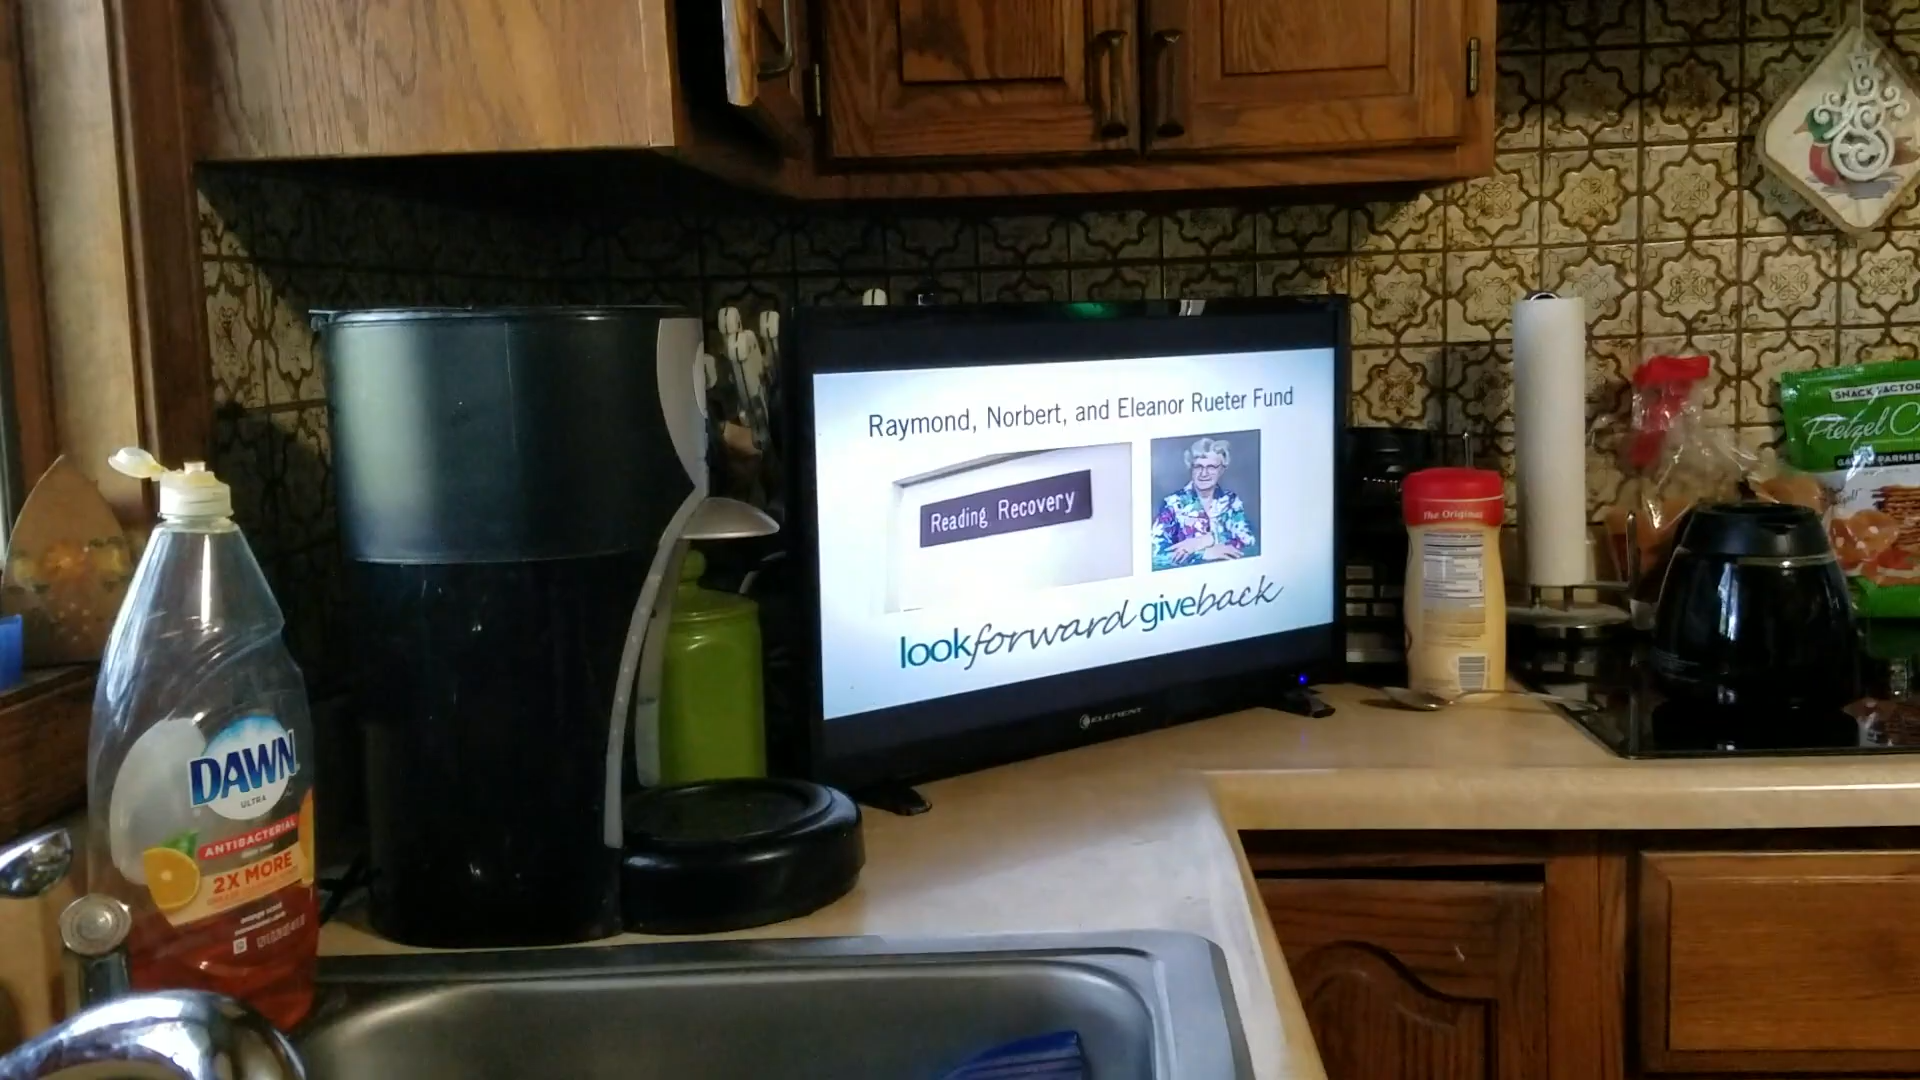 Raymond, Norbert, and Eleanor Rueter Fund
Reading Recovery
lookforward giveback
ELEMENT
DAWN
ULTRA
ANTIBACTERIAL
2X MORE
The Original
SNACK FACTORY
Pretzel C